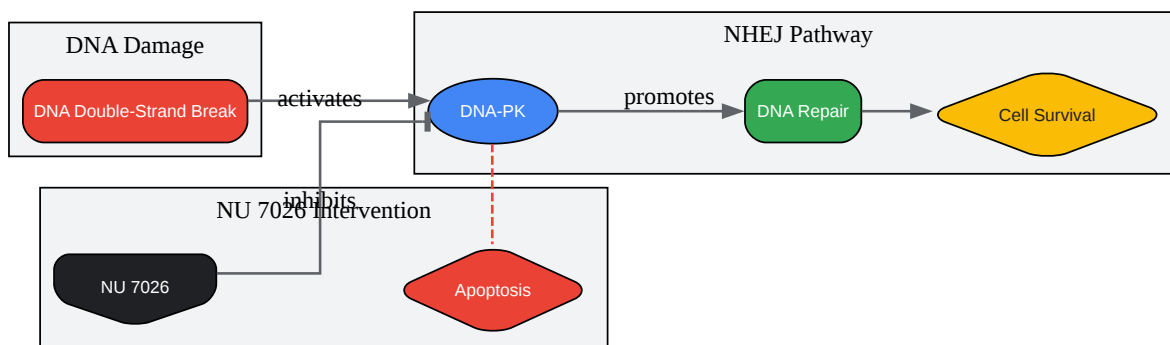 DNA Damage
DNA Double-Strand Break
activates
NHEJ Pathway
DNA-PK
promotes
DNA Repair
Cell Survival
inhibits
NU 7026 Intervention
NU 7026
Apoptosis